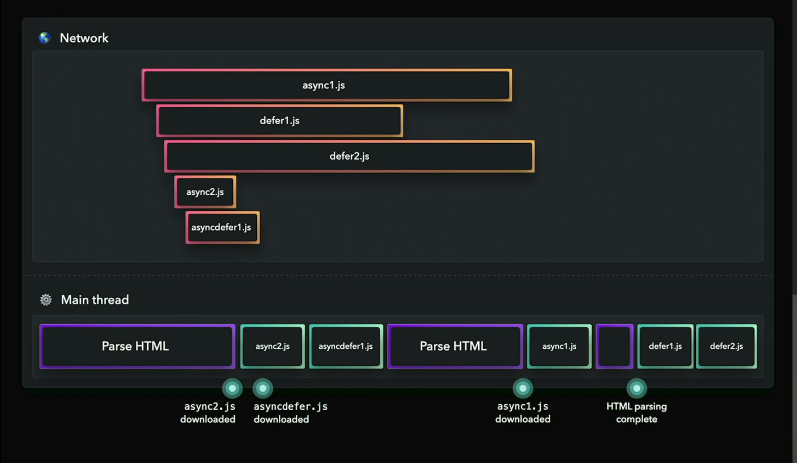 Network
async1.js
defer1.js
defer2.js
async2.js
asyncdefer1.js
Main thread
Parse HTML
async2.js
asyncdefer1.js
Parse HTML
async1.js
defer1.js
defer2.js
async2.js
downloaded
asyncdefer.js
downloaded
async1.js
downloaded
HTML parsing
complete